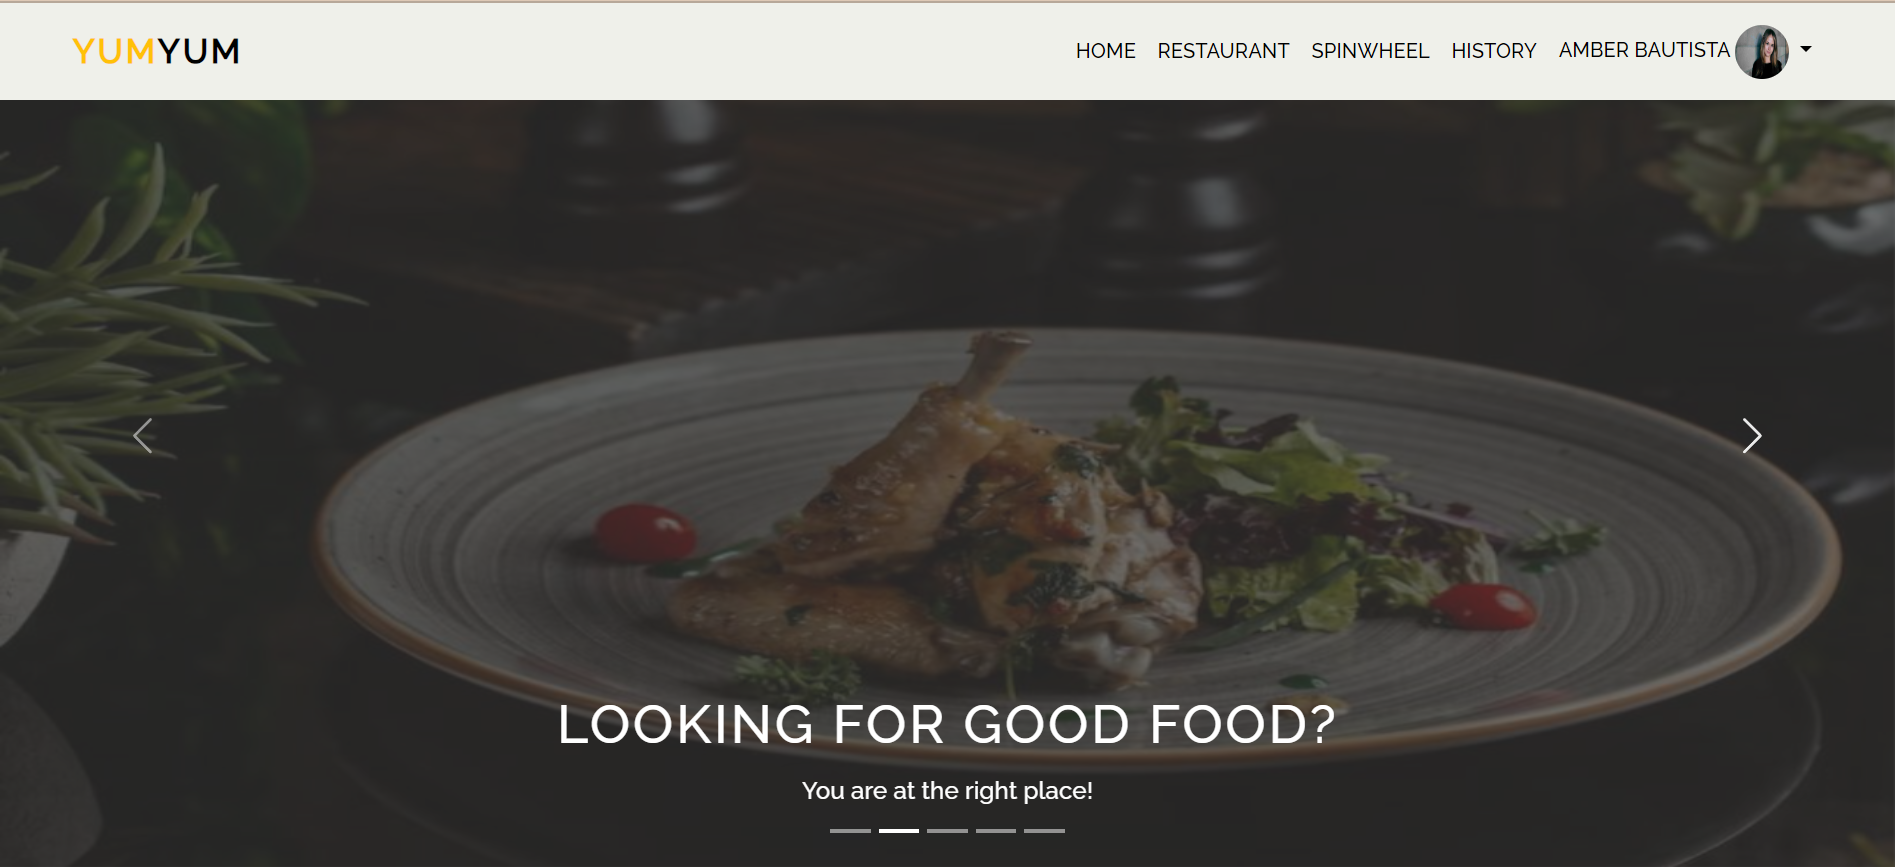 YUMYUM HOME RESTAURANT SPINWHEEL HISTORY AMBER BAUTISTA
LOOKING FOR GOOD FOOD?
You are at the right place!